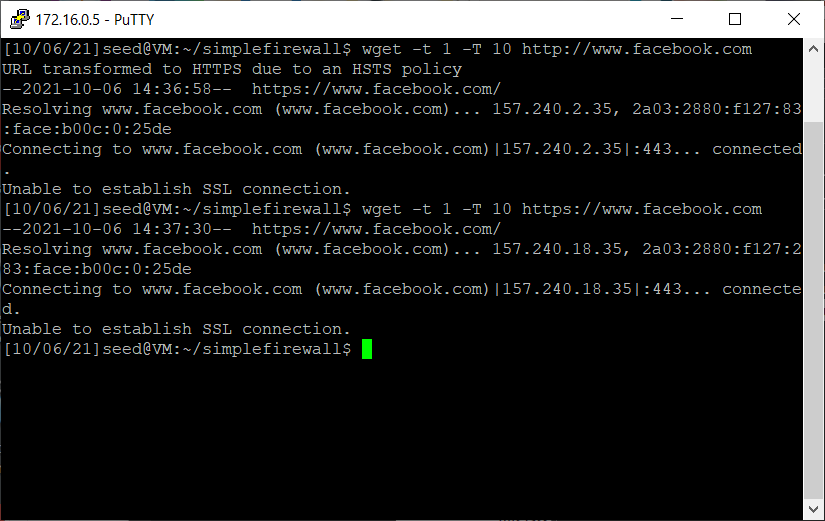 172.16.0.5 - PuTTY
[10/06/21]seed@VM:~/simplefirewall$ wget -t 1 -T 10 http://www.facebook.com
URL transformed to HTTPS due to an HSTS policy
--2021-10-06 14:36:58--  https://www.facebook.com/
Resolving www.facebook.com (www.facebook.com)... 157.240.2.35, 2a03:2880:f127:83
:face:b00c:0:25de
Connecting to www.facebook.com (www.facebook.com)|157.240.2.35|:443... connected
.
Unable to establish SSL connection.
[10/06/21]seed@VM:~/simplefirewall$ wget -t 1 -T 10 https://www.facebook.com
--2021-10-06 14:37:30--  https://www.facebook.com/
Resolving www.facebook.com (www.facebook.com)... 157.240.18.35, 2a03:2880:f127:2
83:face:b00c:0:25de
Connecting to www.facebook.com (www.facebook.com)|157.240.18.35|:443... connecte
d.
Unable to establish SSL connection.
[10/06/21]seed@VM:~/simplefirewall$